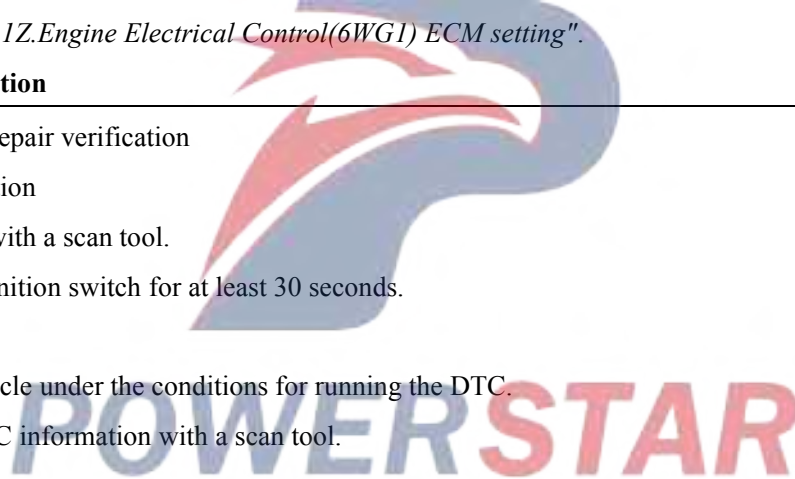 1Z.Engine Electrical Control(6WG1) ECM setting".
tion
epair verification
ion
with a scan tool.
nition switch for at least 30 seconds.
cle under the conditions for running the DTC.
C information with a scan tool.
POWERSTAR